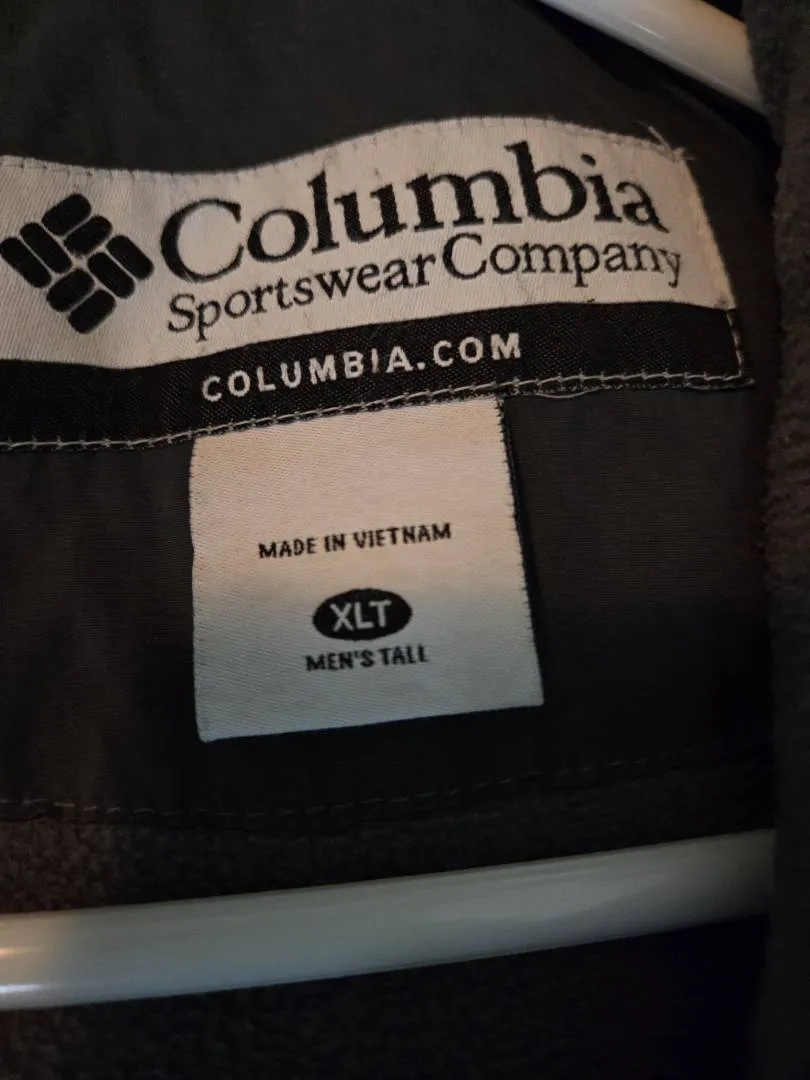 Columbia
Sportswear Company
COLUMBIA.COM
MADE IN VIETNAM
XLT
MEN'S TALL